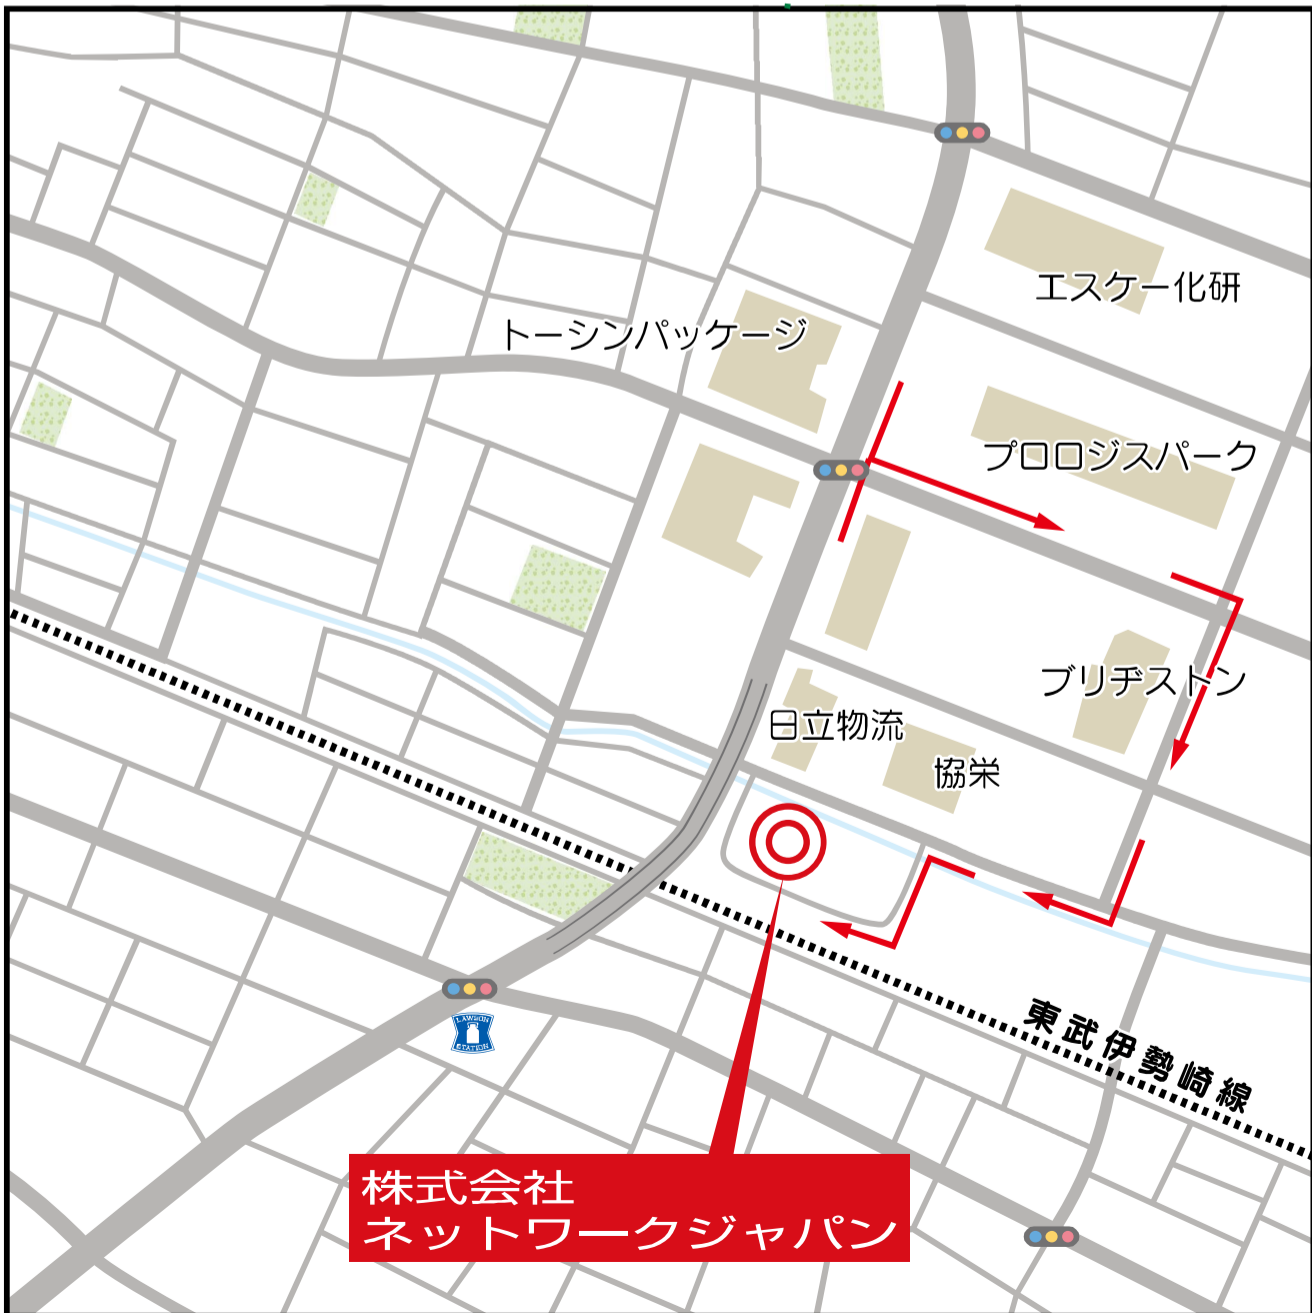 エスケー化研
トーシンパッケージ
プロロジスパーク
ブリヂストン
日立物流
協栄
LAWSON
STATION
東武伊勢崎線
株式会社
ネットワークジャパン